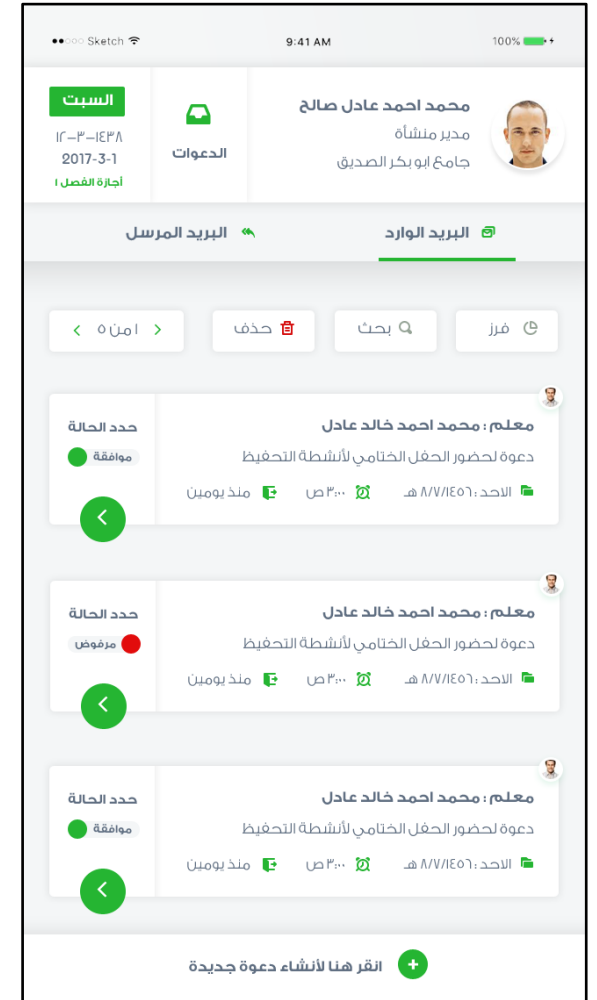 Sketch 9:41 AM 100%
محمد احمد عادل صالح
مدير منشأة
جامع ابو بكر الصديق
الدعوات
السبت
١٤٣٨-٣-١٢
2017-3-1
أجازة الفصل ١
البريد الوارد
البريد المرسل
فرز
بحث
حذف
١ من ٥
معلم : محمد احمد خالد عادل
دعوة لحضور الحفل الختامي لأنشطة التحفيظ
الاحد : ٨/٧/١٤٥٦ هـ ٣:٠٠ ص منذ يومين
حدد الحالة
موافقة
معلم : محمد احمد خالد عادل
دعوة لحضور الحفل الختامي لأنشطة التحفيظ
الاحد : ٨/٧/١٤٥٦ هـ ٣:٠٠ ص منذ يومين
حدد الحالة
مرفوض
معلم : محمد احمد خالد عادل
دعوة لحضور الحفل الختامي لأنشطة التحفيظ
الاحد : ٨/٧/١٤٥٦ هـ ٣:٠٠ ص منذ يومين
حدد الحالة
موافقة
انقر هنا لأنشاء دعوة جديدة